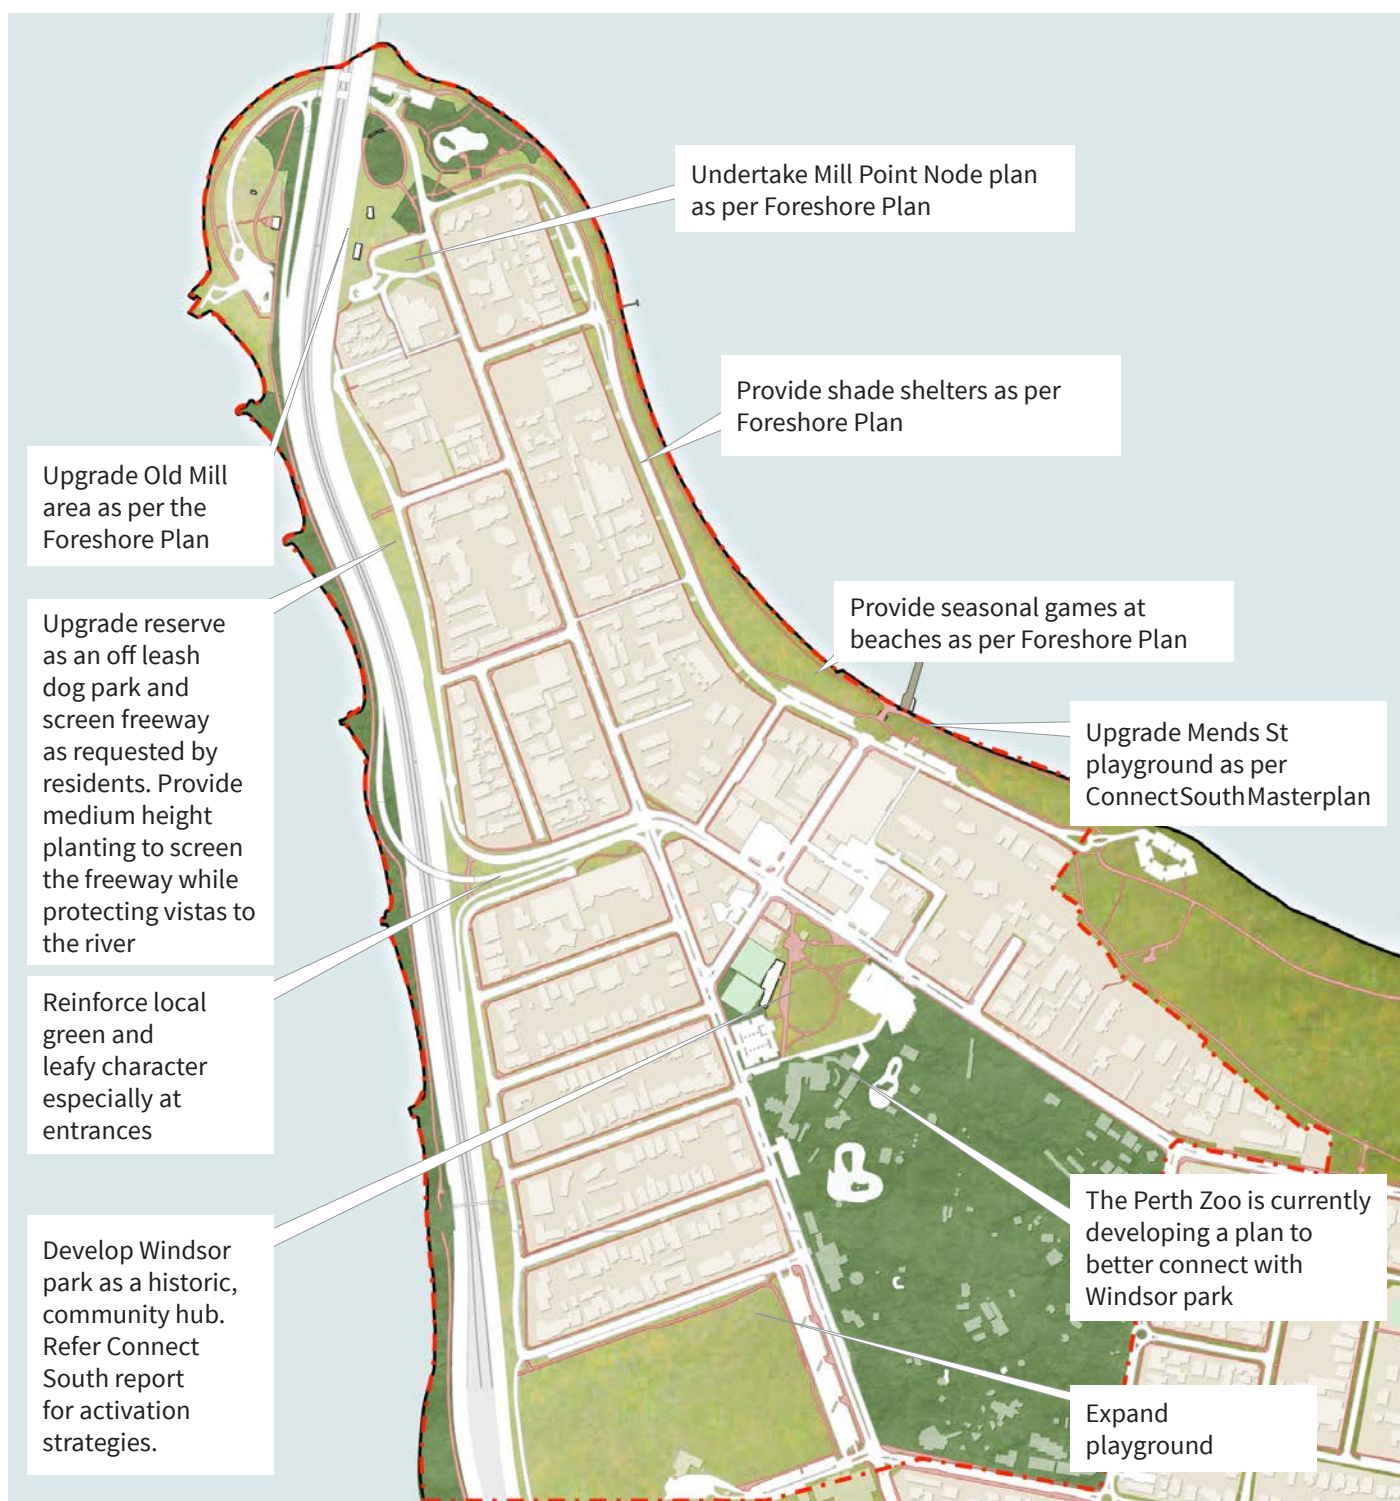 Undertake Mill Point Node plan
as per Foreshore Plan
Provide shade shelters as per
Foreshore Plan
Upgrade Old Mill
area as per the
Foreshore Plan
Provide seasonal games at
beaches as per Foreshore Plan
Upgrade reserve
as an off leash
dog park and
screen freeway
as requested by
residents. Provide
medium height
planting to screen
the freeway while
protecting vistas to
the river
Upgrade Mends St
playground as per
Connect South Masterplan
Reinforce local
green and
leafy character
especially at
entrances
The Perth Zoo is currently
developing a plan to
better connect with
Windsor park
Develop Windsor
park as a historic,
community hub.
Refer Connect
South report
for activation
strategies.
Expand
playground